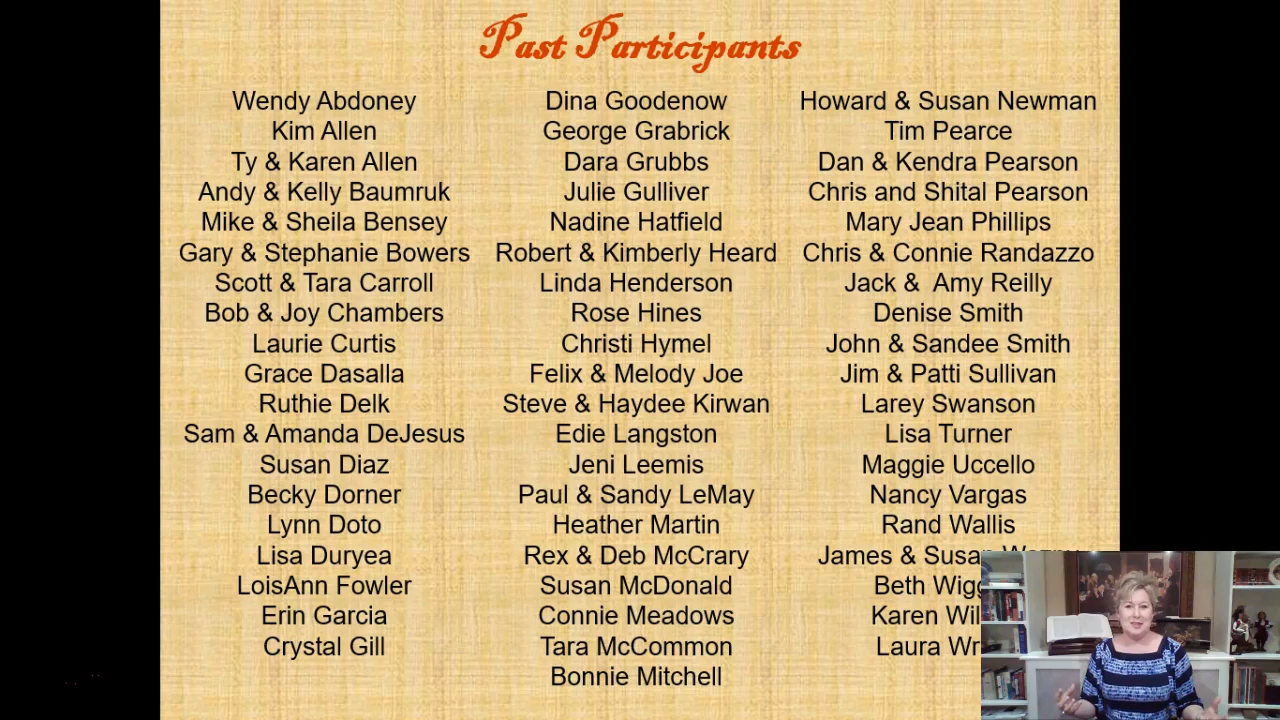 Past Participants
Wendy Abdoney
Kim Allen
Ty & Karen Allen
Andy & Kelly Baumruk
Mike & Sheila Bensey
Gary & Stephanie Bowers
Scott & Tara Carroll
Bob & Joy Chambers
Laurie Curtis
Grace Dasalla
Ruthie Delk
Sam & Amanda DeJesus
Susan Diaz
Becky Dorner
Lynn Doto
Lisa Duryea
LoisAnn Fowler
Erin Garcia
Crystal Gill
Dina Goodenow
George Grabrick
Dara Grubbs
Julie Gulliver
Nadine Hatfield
Robert & Kimberly Heard
Linda Henderson
Rose Hines
Christi Hymel
Felix & Melody Joe
Steve & Haydee Kirwan
Edie Langston
Jeni Leemis
Paul & Sandy LeMay
Heather Martin
Rex & Deb McCrary
Susan McDonald
Connie Meadows
Tara McCommon
Bonnie Mitchell
Howard & Susan Newman
Tim Pearce
Dan & Kendra Pearson
Chris and Shital Pearson
Mary Jean Phillips
Chris & Connie Randazzo
Jack & Amy Reilly
Denise Smith
John & Sandee Smith
Jim & Patti Sullivan
Larey Swanson
Lisa Turner
Maggie Uccello
Nancy Vargas
Rand Wallis
James &
Beth
Karen
Laura